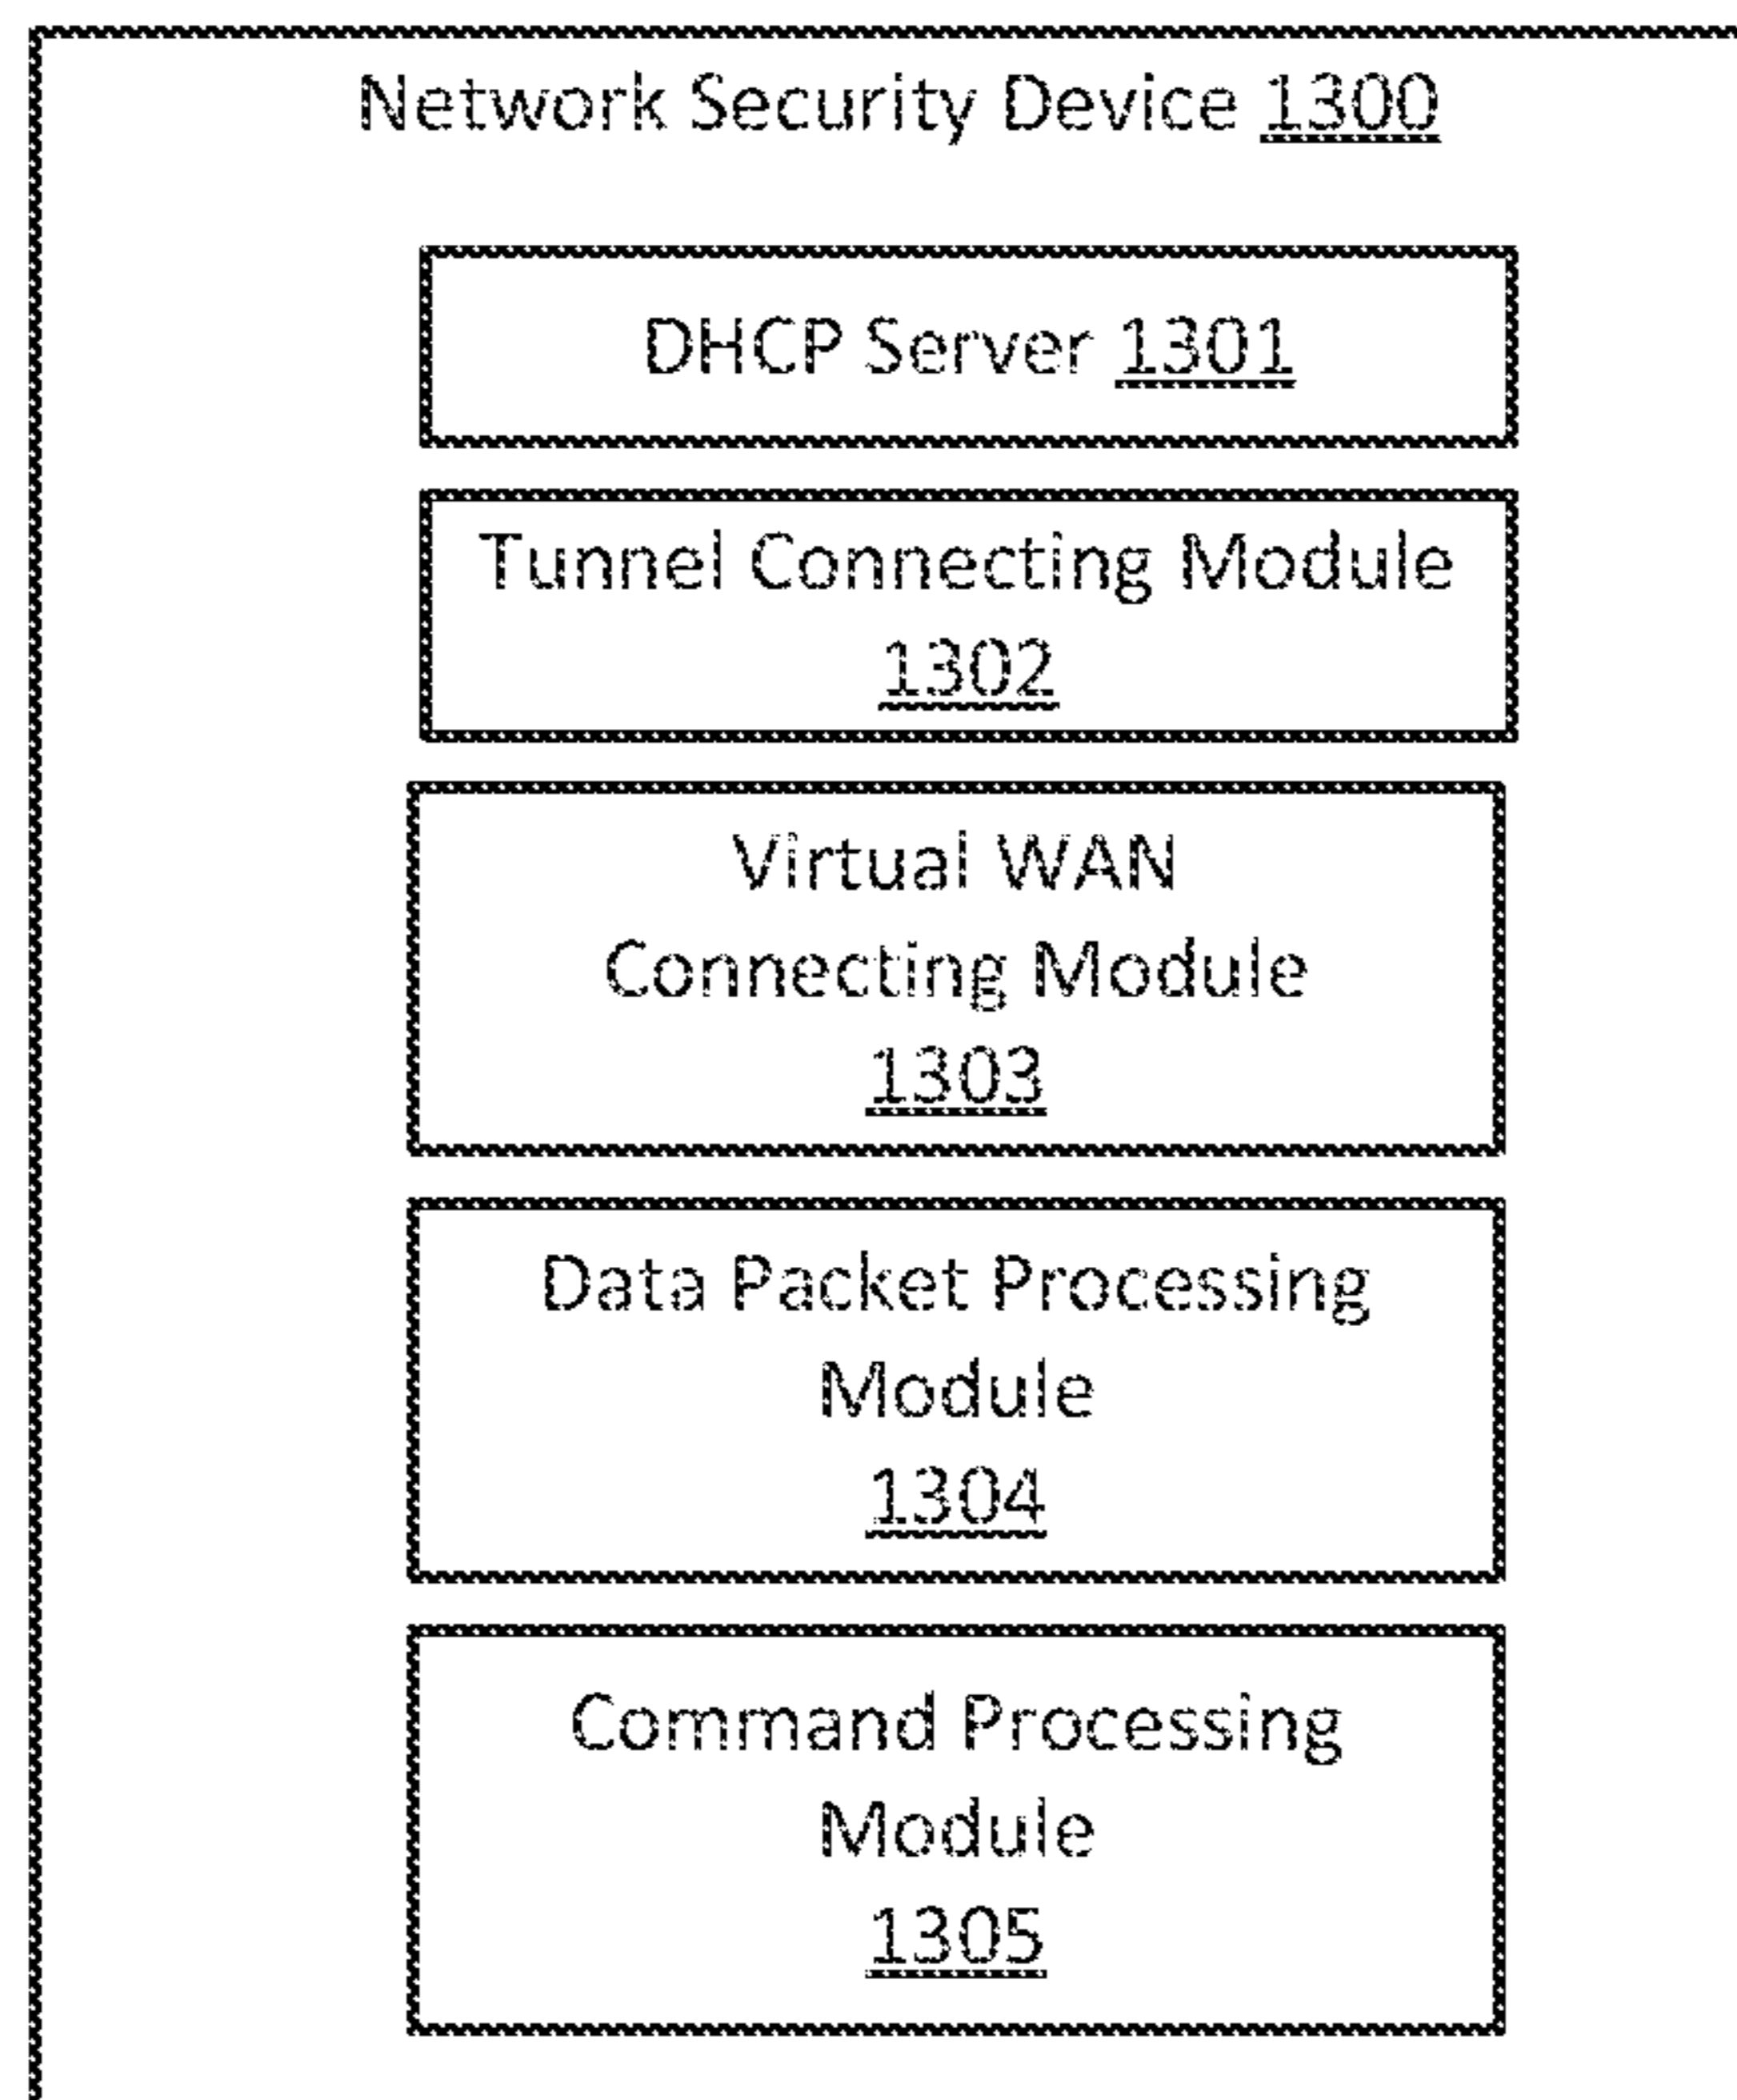 Network Security Device 1300
DHCP Server 1301
Tunnel Connecting Module
1302
Virtual WAN
Connecting Module
1303
Data Packet Processing
Module
1304
Command Processing
Module
1305